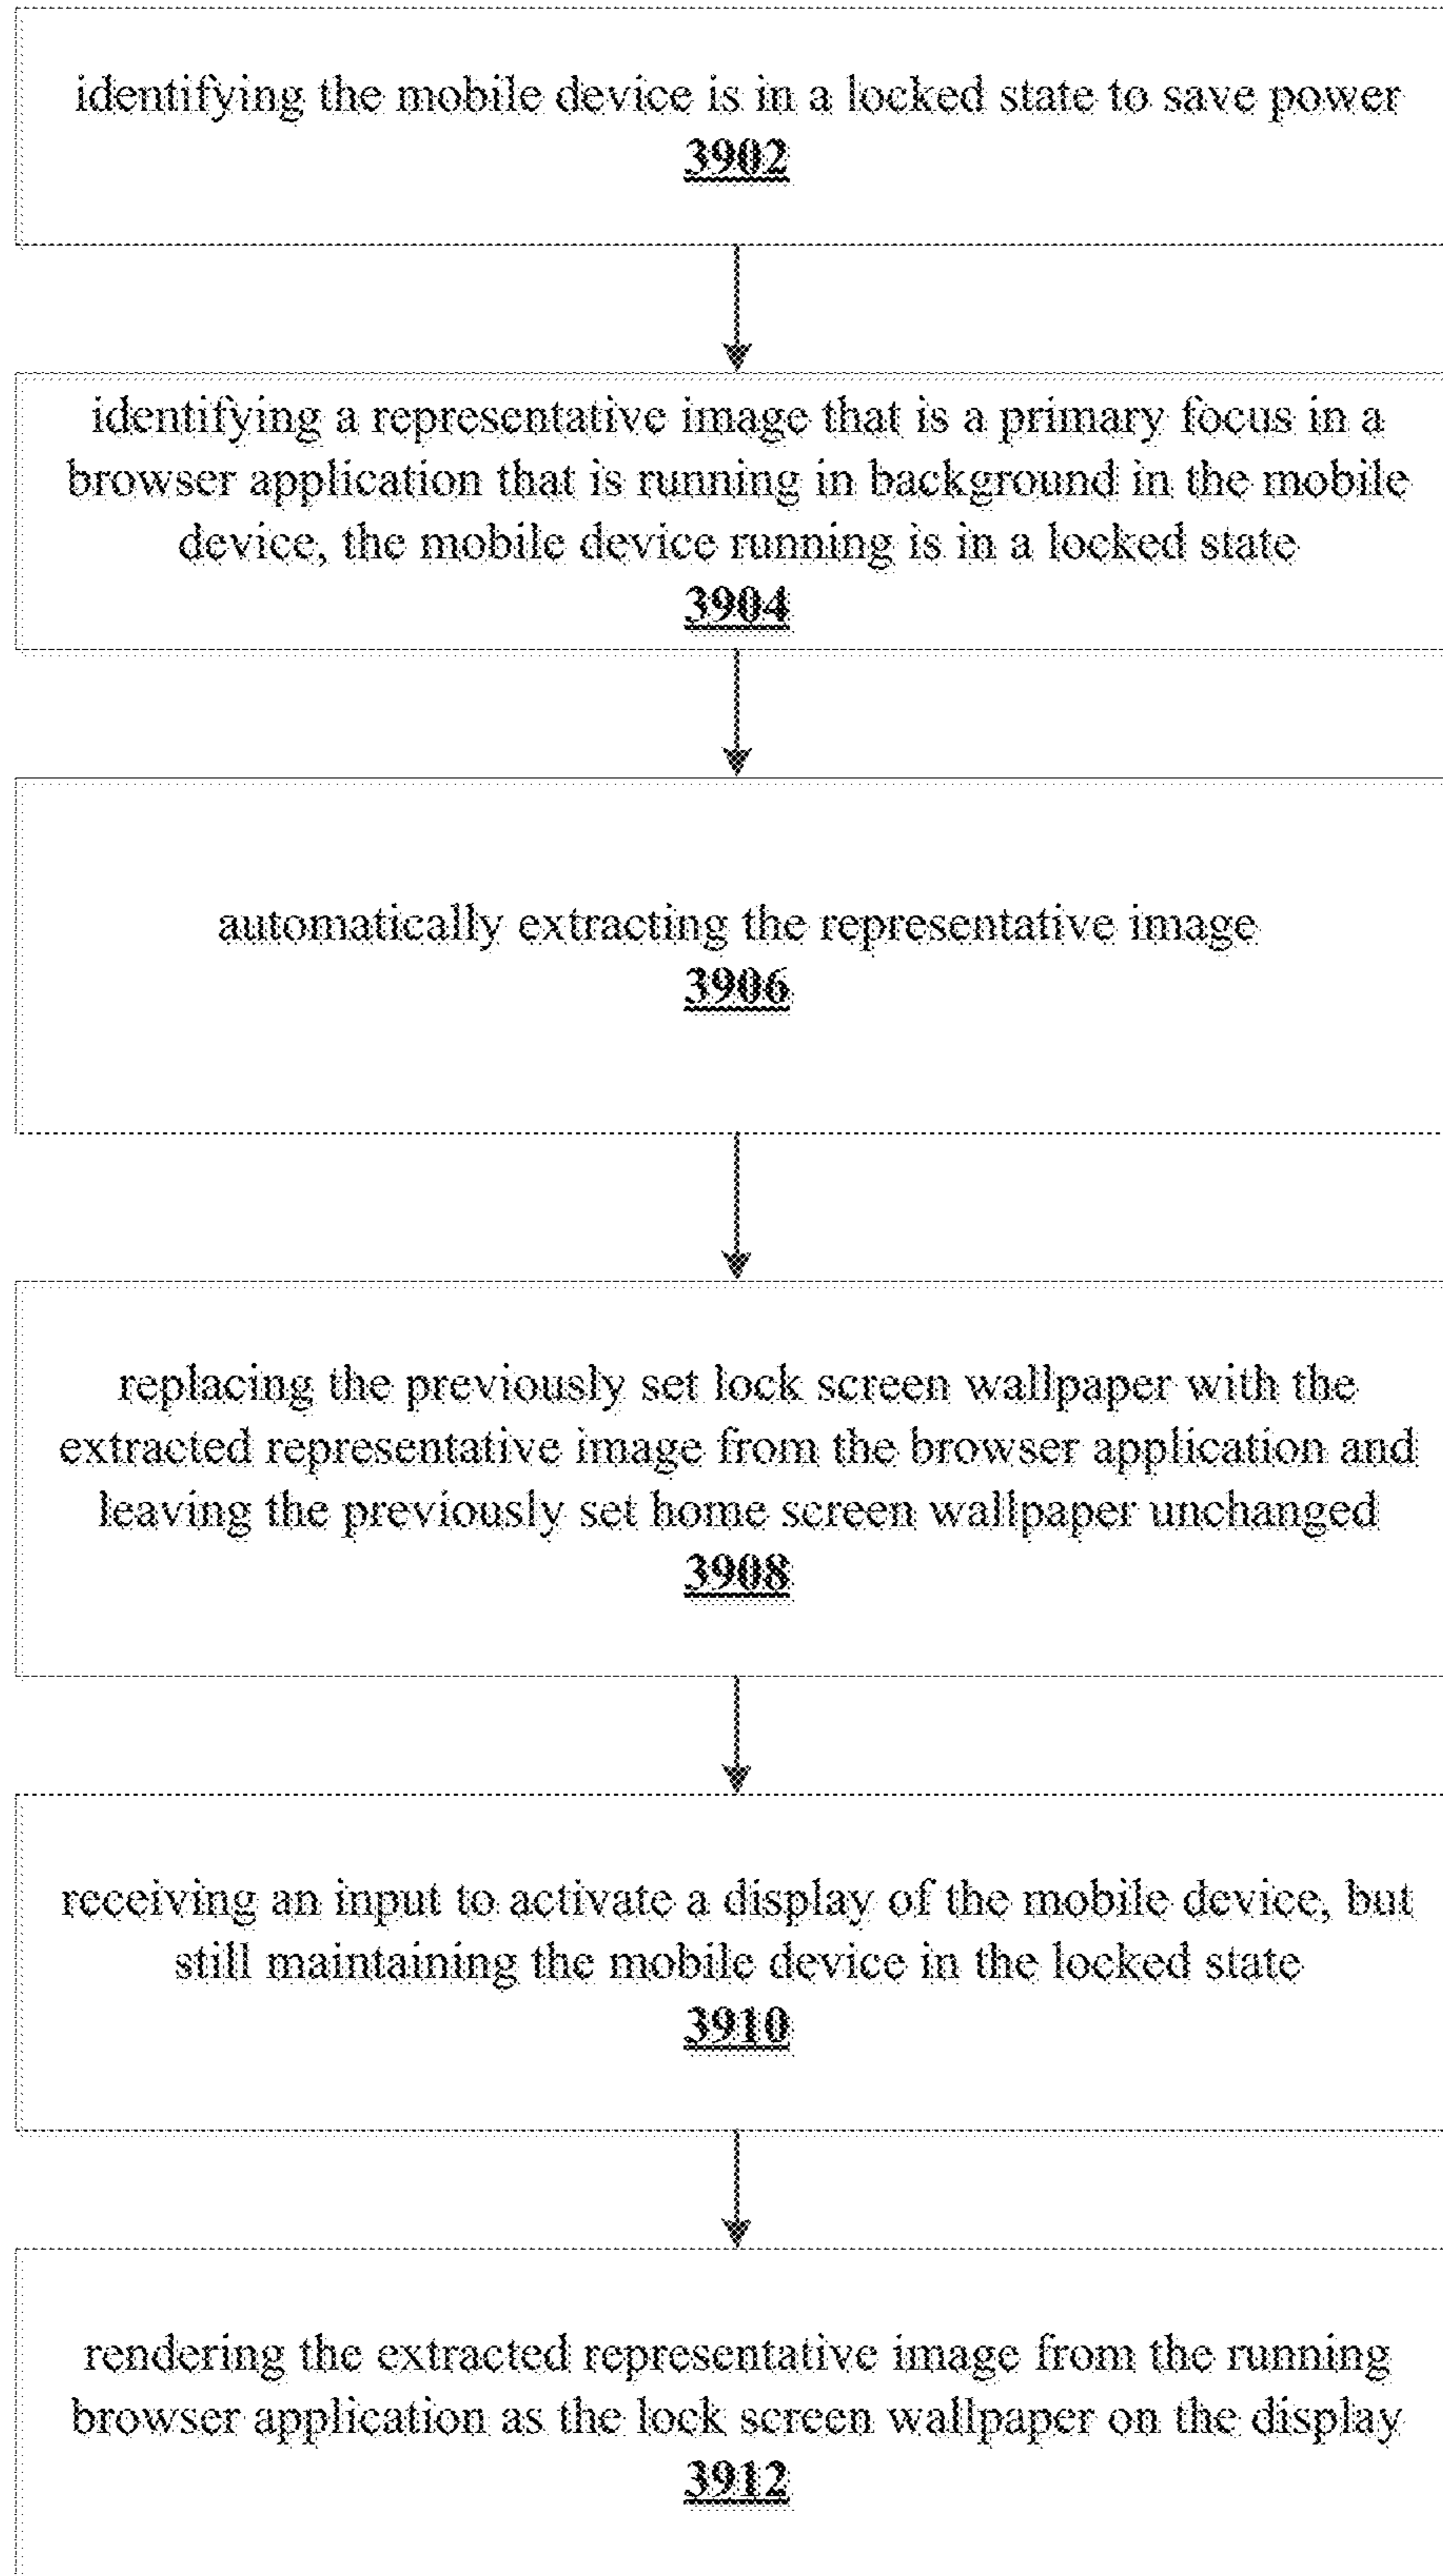 identifying the mobile device is in a locked state to save power
3902
identifying a representative image that is a primary focus in a
browser application that is running in background in the mobile
device, the mobile device running is in a locked state
3904
automatically extracting the representative image
3906
replacing the previously set lock screen wallpaper with the
extracted representative image from the browser application and
leaving the previously set home screen wallpaper unchanged
3908
receiving an input to activate a display of the mobile device, but
still maintaining the mobile device in the locked state
3910
rendering the extracted representative image from the running
browser application as the lock screen wallpaper on the display
3912